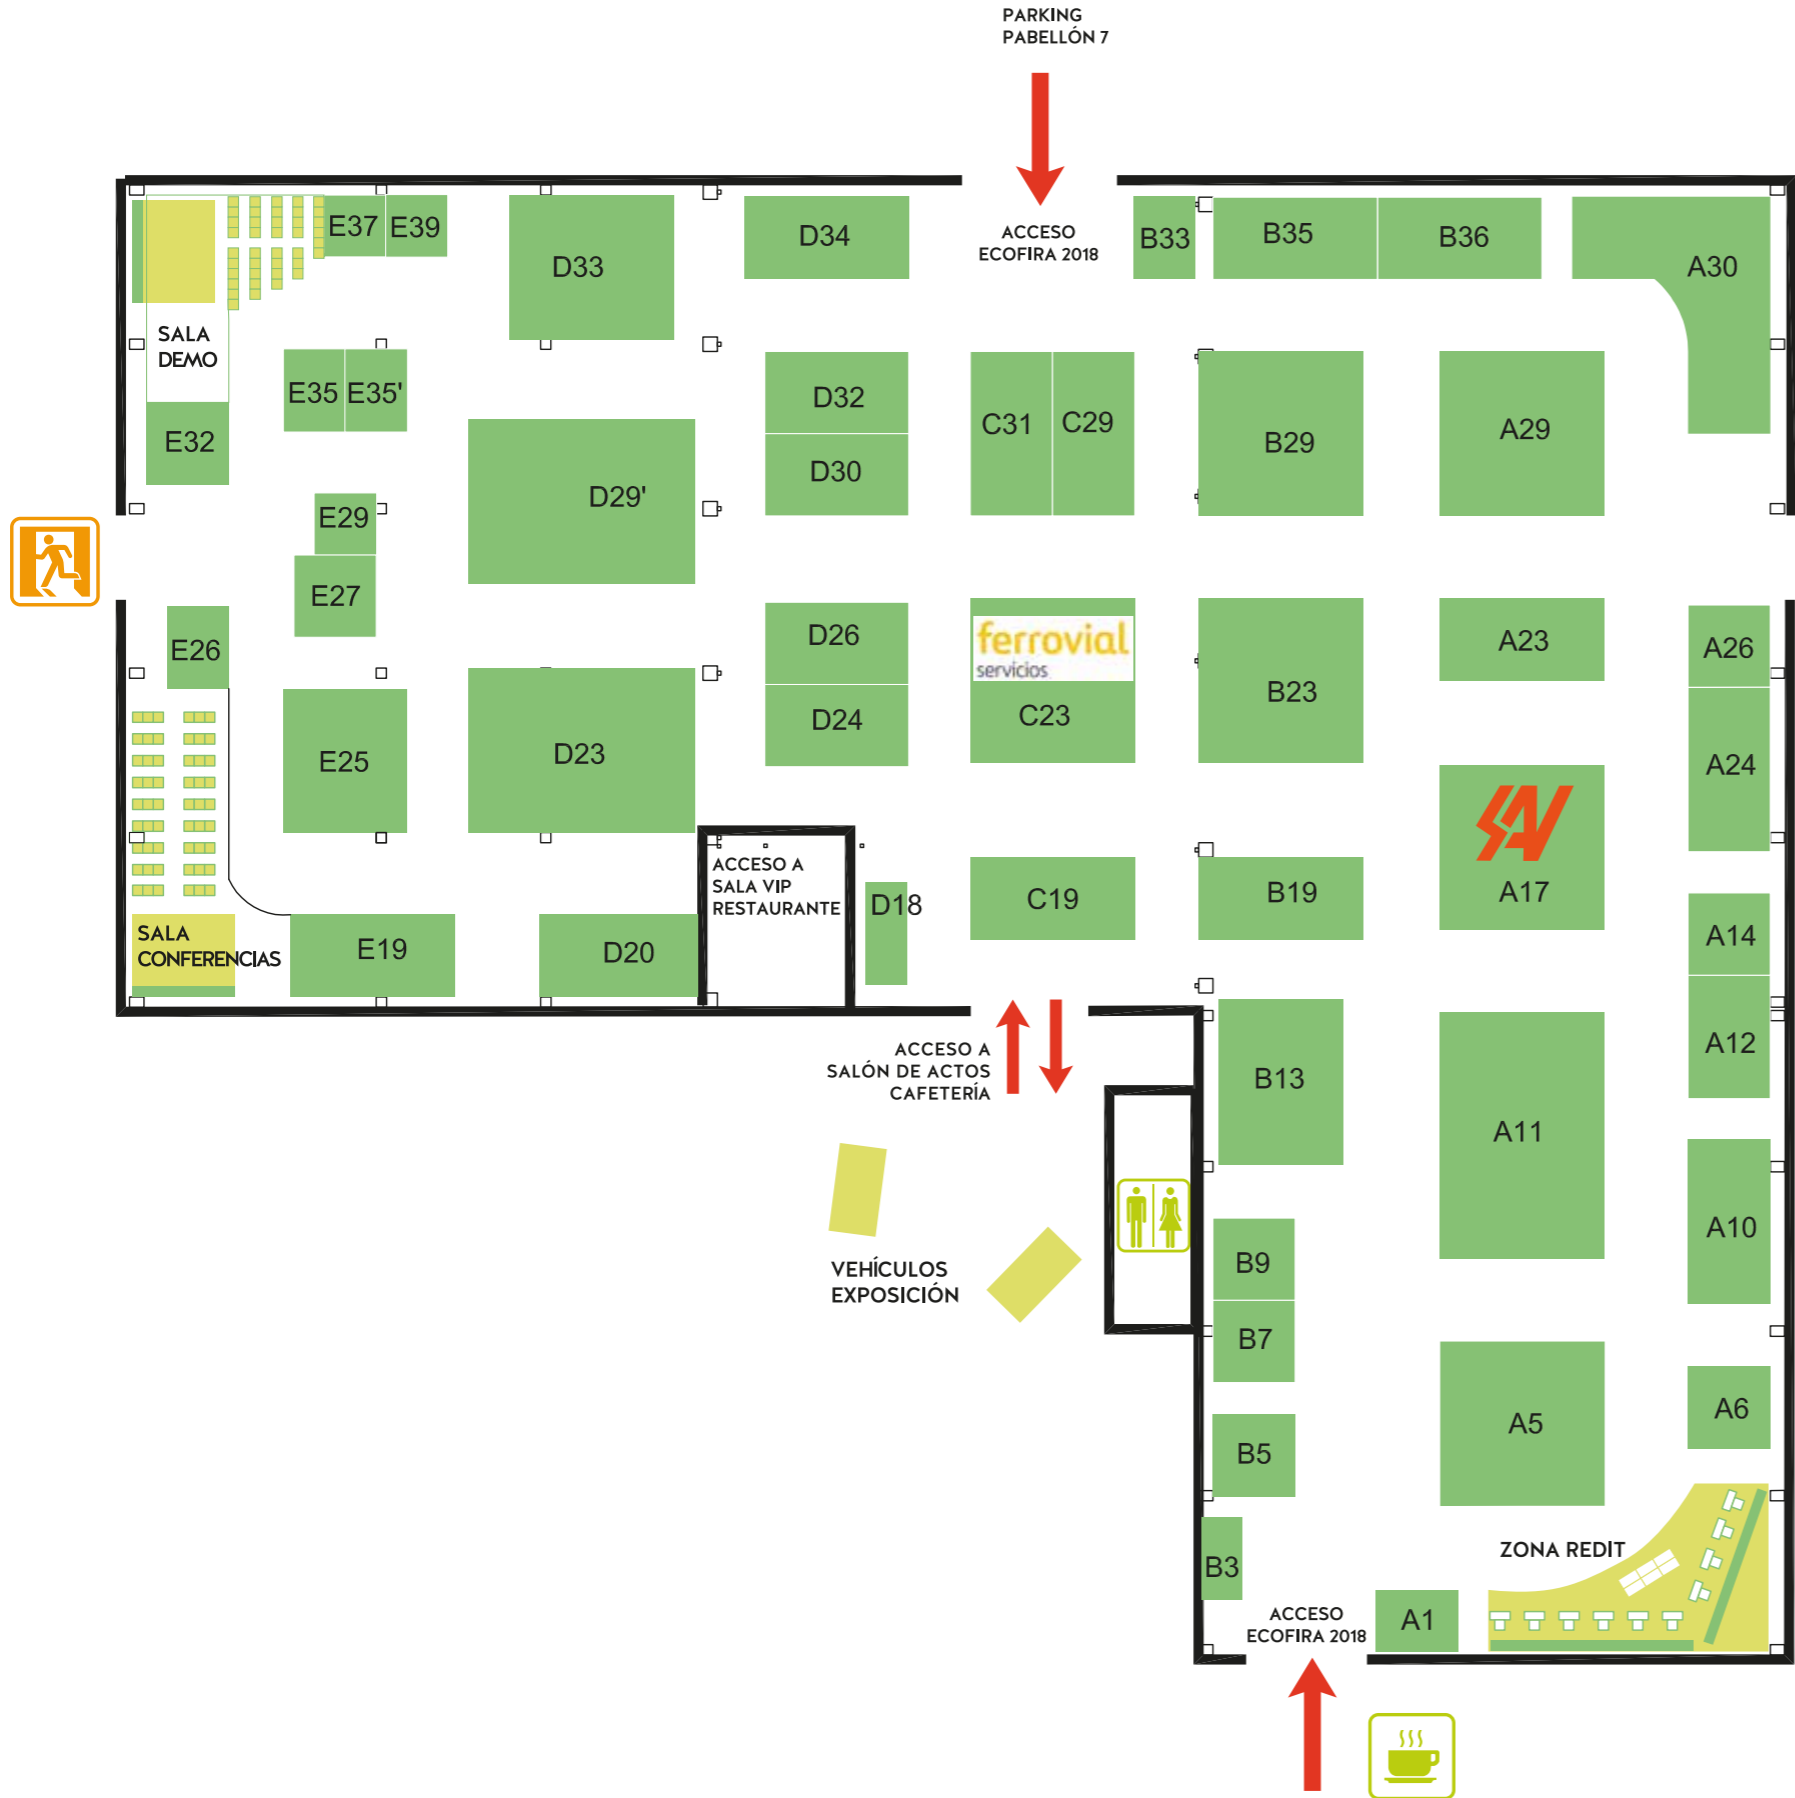 PARKING
PABELLÓN 7
ACCESO
ECOFIRA 2018
E37
E39
D33
D34
B33
B35
B36
A30
SALA
DEMO
E35
E35'
E32
D32
D30
C31
C29
B29
A29
D29'
E29
E27
E26
D26
D24
ferrovial
servicios
C23
B23
A23
A26
A24
E25
D23
SAV
A17
ACCESO A
SALA VIP
RESTAURANTE
D18
C19
B19
A14
A12
SALA
CONFERENCIAS
E19
D20
ACCESO A
SALÓN DE ACTOS
CAFETERÍA
B13
A11
A10
B9
B7
VEHÍCULOS
EXPOSICIÓN
B5
A5
A6
B3
ZONA REDIT
ACCESO
ECOFIRA 2018
A1